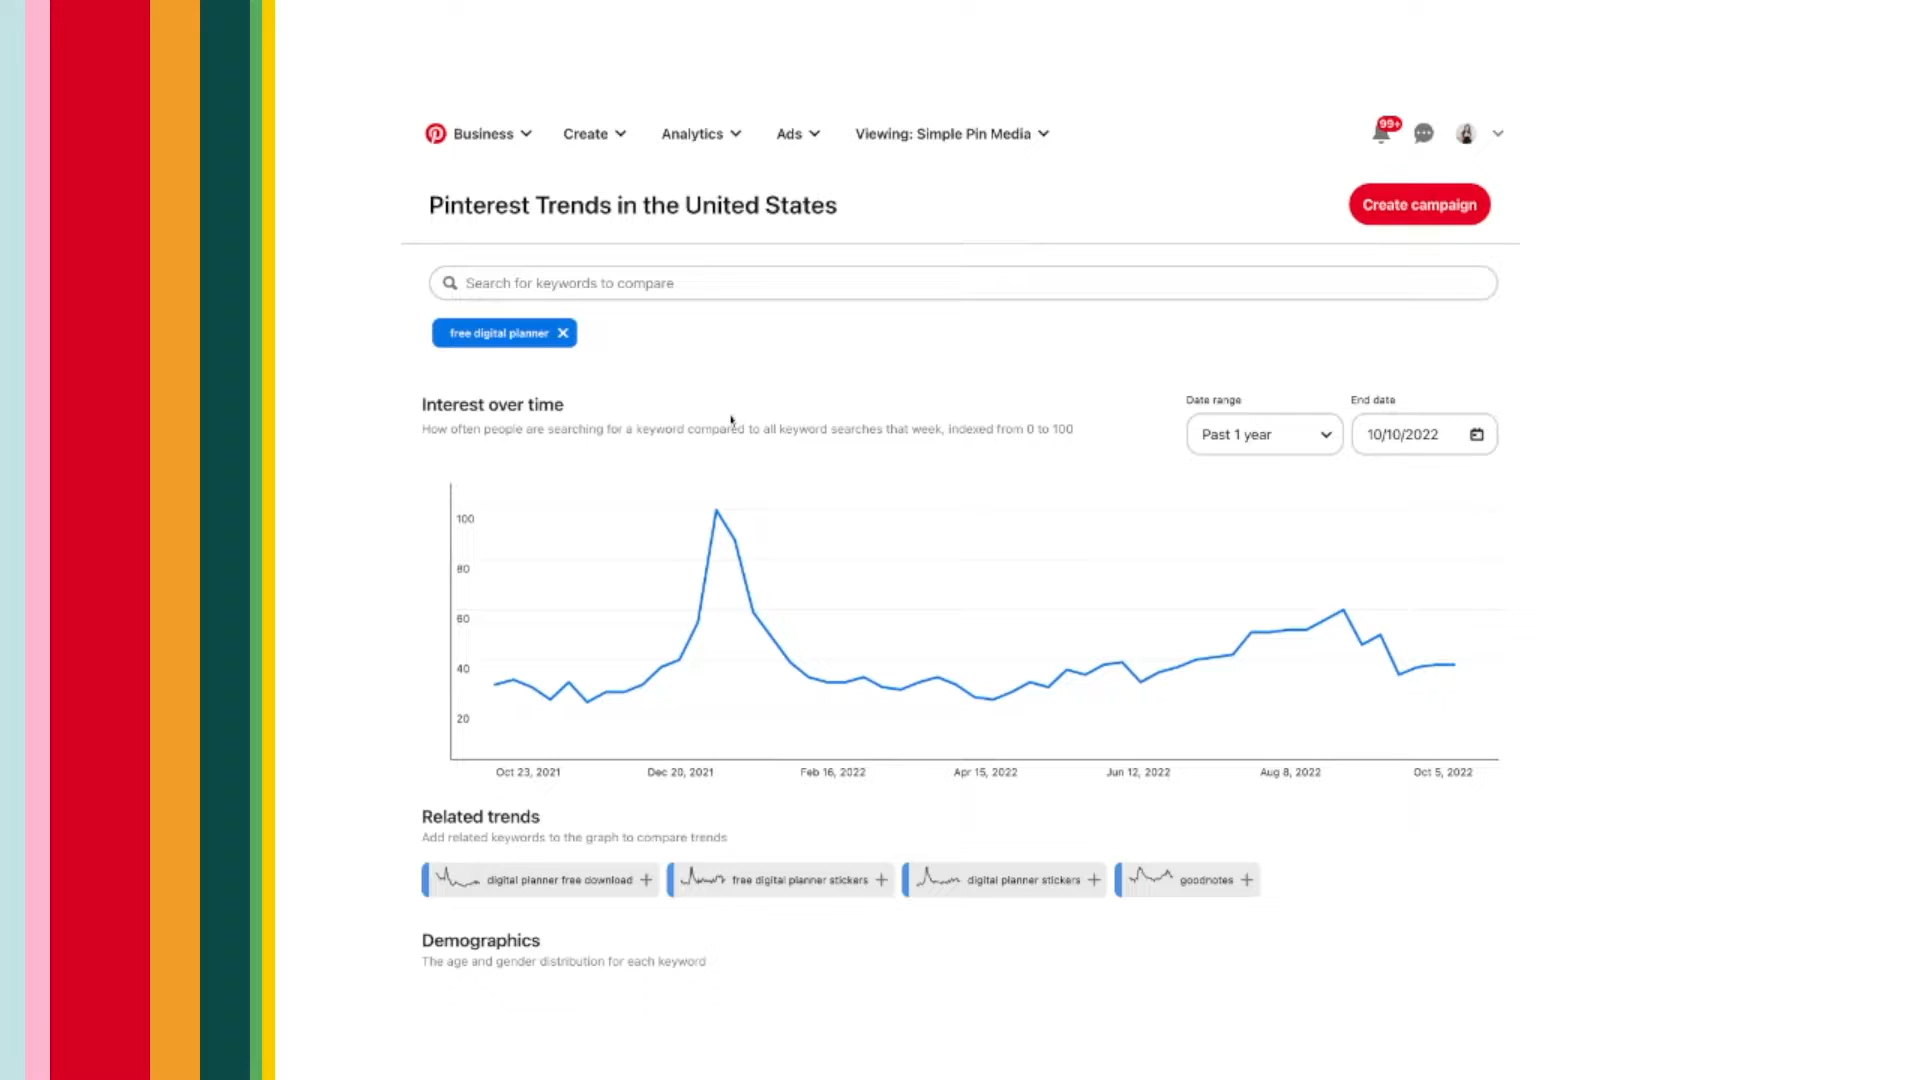 Business Create Analytics Ads Viewing: Simple Pin Media 99+
Pinterest Trends in the United States
Create campaign
Search for keywords to compare
free digital planner
Interest over time
How often people are searching for a keyword compared to all keyword searches that week, indexed from 0 to 100
Date range
End date
Past 1 year
10/10/2022
100
80
60
40
20
Oct 23, 2021 Dec 20, 2021 Feb 16, 2022 Apr 15, 2022 Jun 12, 2022 Aug 8, 2022 Oct 5, 2022
Related trends
Add related keywords to the graph to compare trends
digital planner free download + free digital planner stickers + digital planner stickers + goodnotes +
Demographics
The age and gender distribution for each keyword